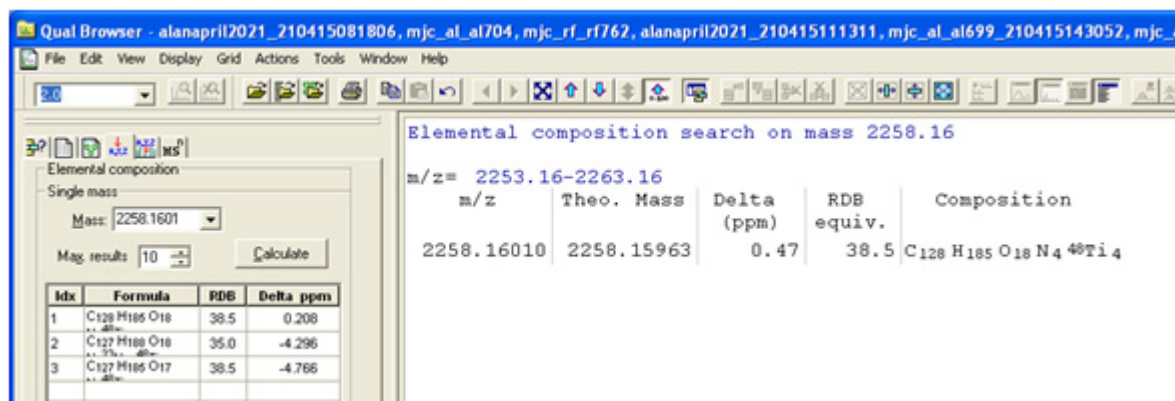 Qual Browser - alanapril2021_210415081806, mjc_al_al704, mjc_rf_rf762, alanapril2021_210415111311, mjc_al_al699_210415143052, mjc_
File Edit View Display Grid Actions Tools Window Help
2.0
MSⁿ
Elemental composition
Single mass
Mass: 2258.1601
Max. results 10 Calculate
Idx Formula RDB Delta ppm
1 C128 H185 O18 38.5 0.208
2 C127 H188 O18 35.0 -4.296
3 C127 H185 O17 38.5 -4.766
Elemental composition search on mass 2258.16
m/z= 2253.16-2263.16
m/z Theo. Mass Delta (ppm) RDB equiv. Composition
2258.16010 2258.15963 0.47 38.5 C128 H185 O18 N4 48Ti4